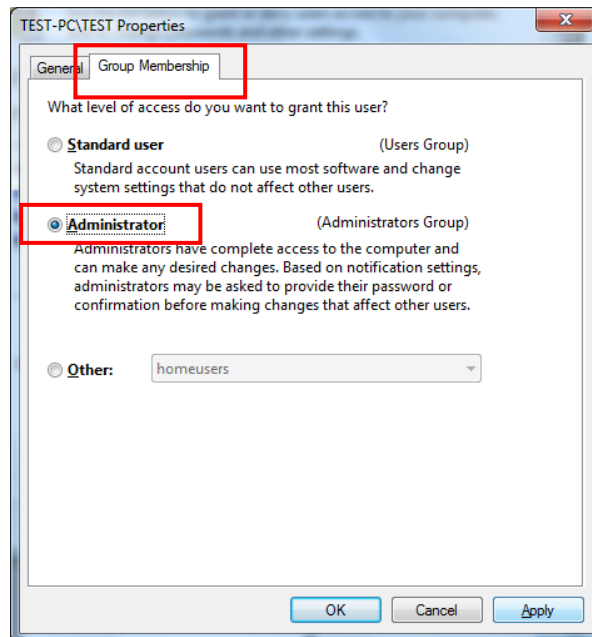 TEST-PC\TEST Properties
General
Group Membership
What level of access do you want to grant this user?
Standard user (Users Group)
Standard account users can use most software and change
system settings that do not affect other users.
Administrator (Administrators Group)
Administrators have complete access to the computer and
can make any desired changes. Based on notification settings,
administrators may be asked to provide their password or
confirmation before making changes that affect other users.
Other: homeusers
OK Cancel Apply